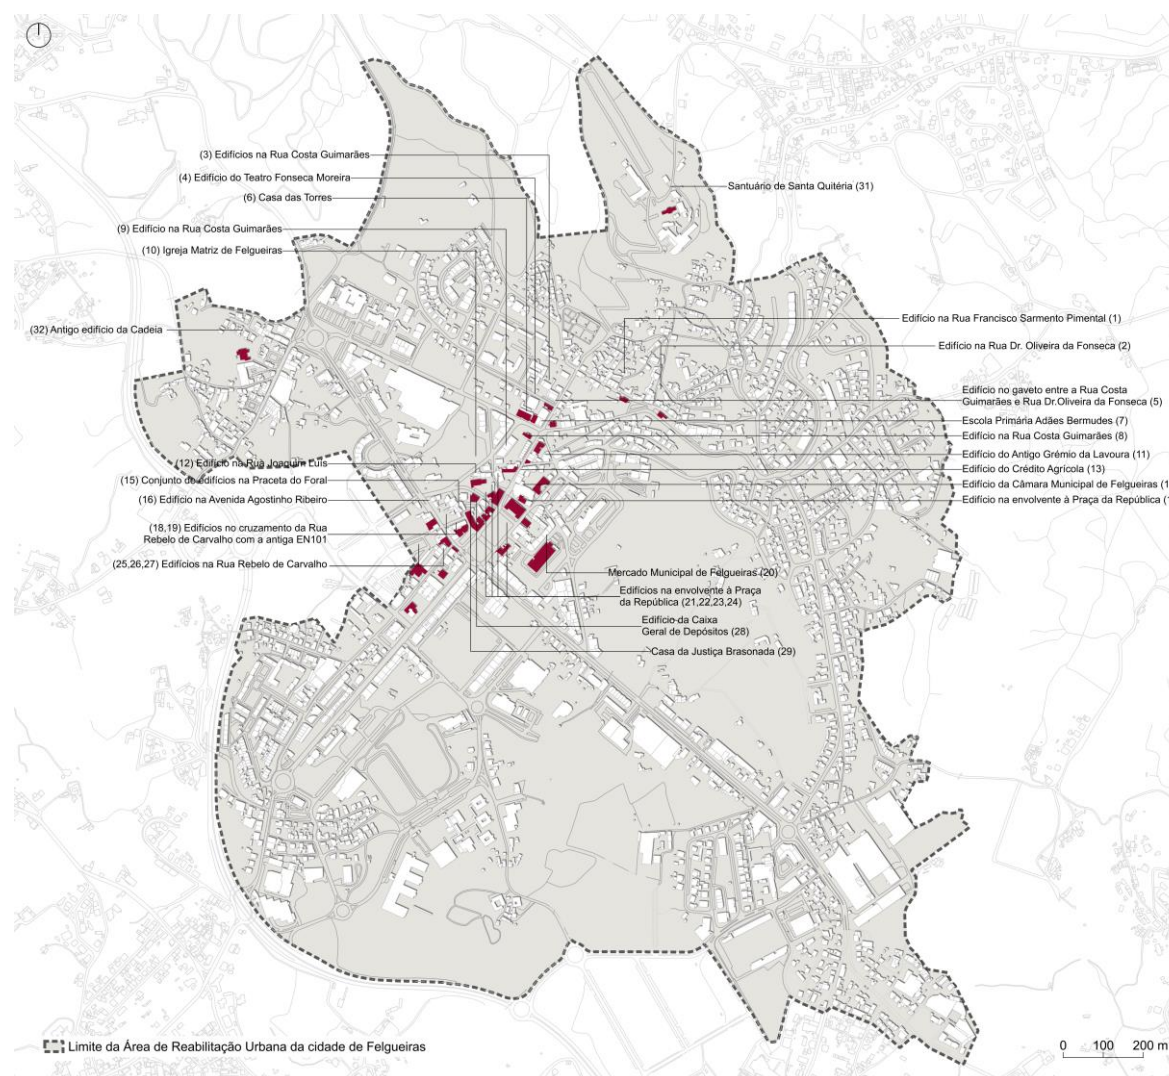 (3) Edifícios na Rua Costa Guimarães
(4) Edifício do Teatro Fonseca Moreira
(6) Casa das Torres
(9) Edifício na Rua Costa Guimarães
(10) Igreja Matriz de Felgueiras
(32) Antigo edifício da Cadeia
(12) Edifício na Rua Joaquim Luís
(15) Conjunto de edifícios na Praceta do Foral
(16) Edifício na Avenida Agostinho Ribeiro
(18,19) Edifícios no cruzamento da Rua
Rebelo de Carvalho com a antiga EN101
(25,26,27) Edifícios na Rua Rebelo de Carvalho
Santuário de Santa Quitéria (31)
Edifício na Rua Francisco Sarmento Pimental (1)
Edifício na Rua Dr. Oliveira da Fonseca (2)
Edifício no gaveto entre a Rua Costa
Guimarães e Rua Dr.Oliveira da Fonseca (5)
Escola Primária Adães Bermudes (7)
Edifício na Rua Costa Guimarães (8)
Edifício do Antigo Grémio da Lavoura (11)
Edifício do Crédito Agrícola (13)
Edifício da Câmara Municipal de Felgueiras (1
Edifício na envolvente à Praça da República (1
Mercado Municipal de Felgueiras (20)
Edifícios na envolvente à Praça
da República (21,22,23,24)
Edifício da Caixa
Geral de Depósitos (28)
Casa da Justiça Brasonada (29)
Limite da Área de Reabilitação Urbana da cidade de Felgueiras
0 100 200 m